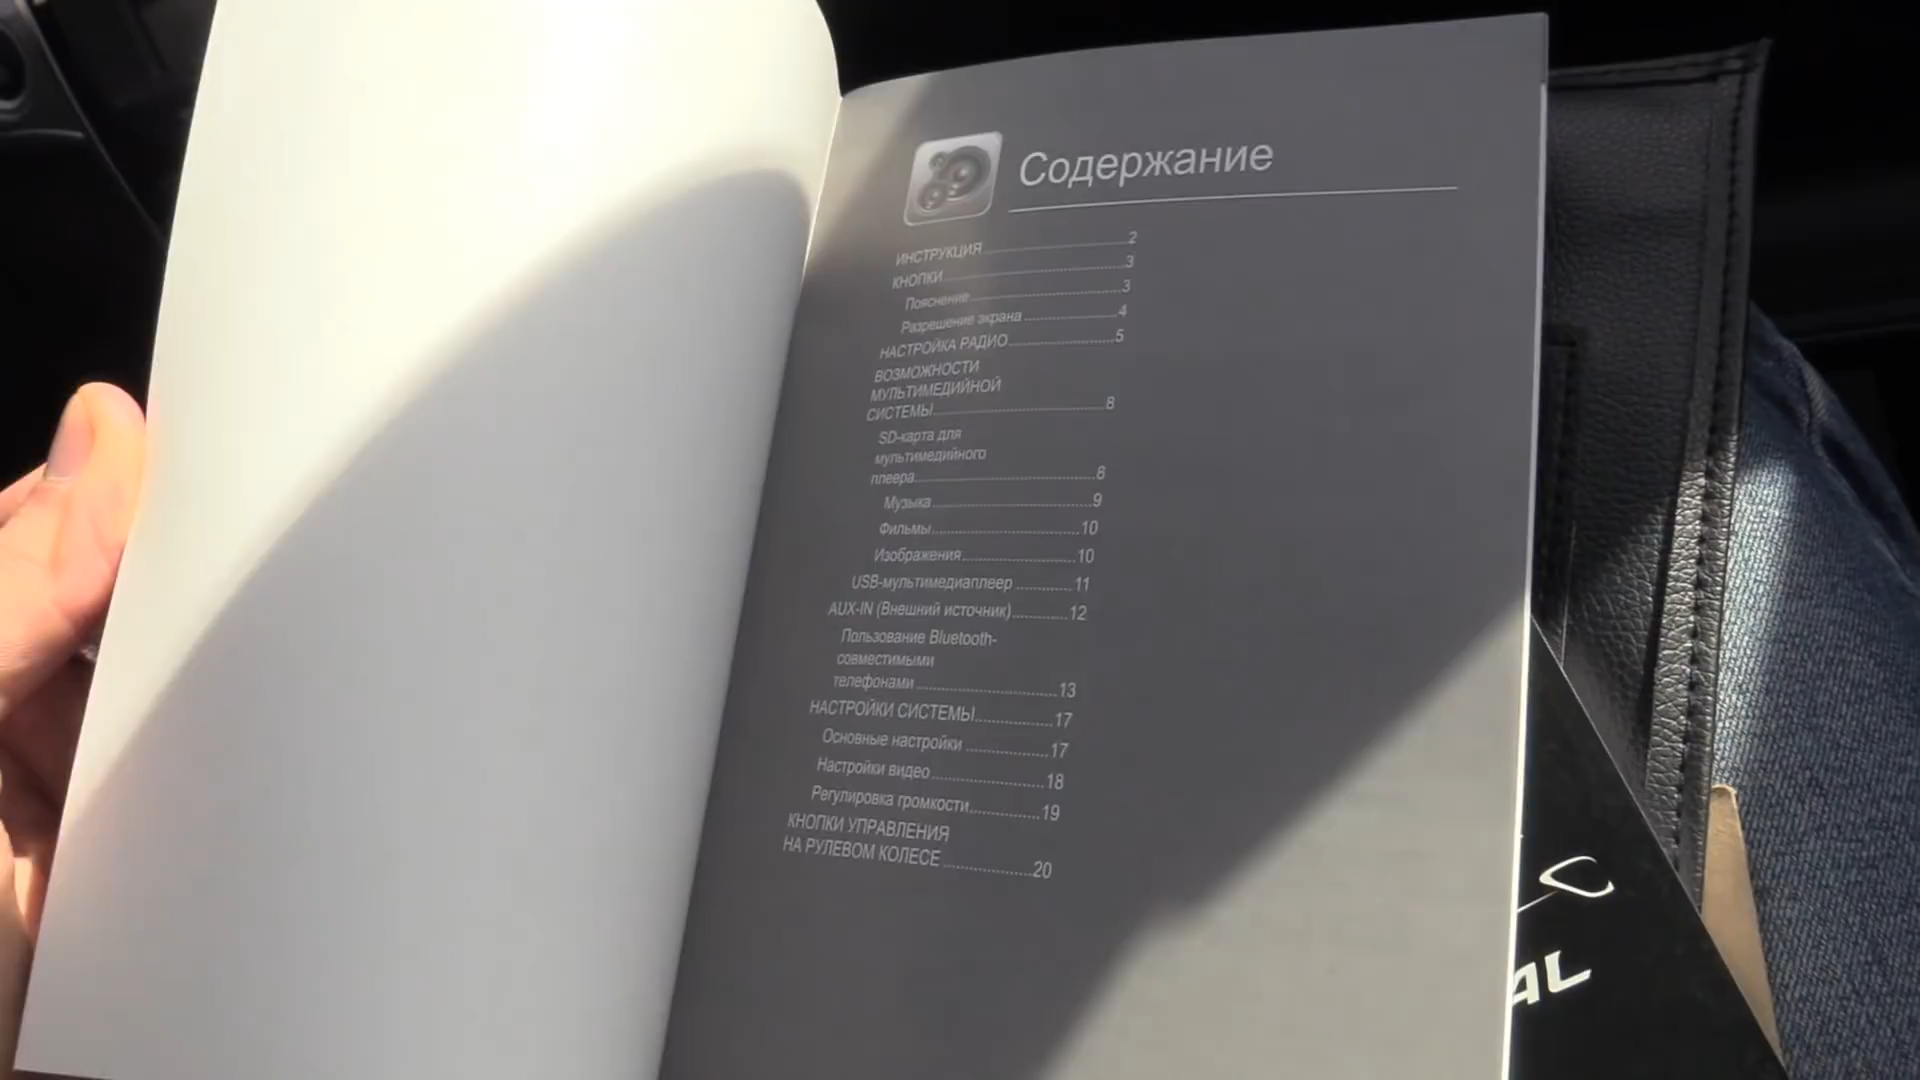 Содержание
ИНСТРУКЦИЯ 2
КНОПКИ 3
Пояснение 3
Разрешение экрана 4
НАСТРОЙКА РАДИО 5
ВОЗМОЖНОСТИ
МУЛЬТИМЕДИЙНОЙ
СИСТЕМЫ 8
SD-карта для
мультимедийного
плеера 8
Музыка 9
Фильмы 10
Изображения 10
USB-мультимедиаплеер 11
AUX-IN (Внешний источник) 12
Пользование Bluetooth-
совместимыми
телефонами 13
НАСТРОЙКИ СИСТЕМЫ 17
Основные настройки 17
Настройки видео 18
Регулировка громкости 19
КНОПКИ УПРАВЛЕНИЯ
НА РУЛЕВОМ КОЛЕСЕ 20
AL